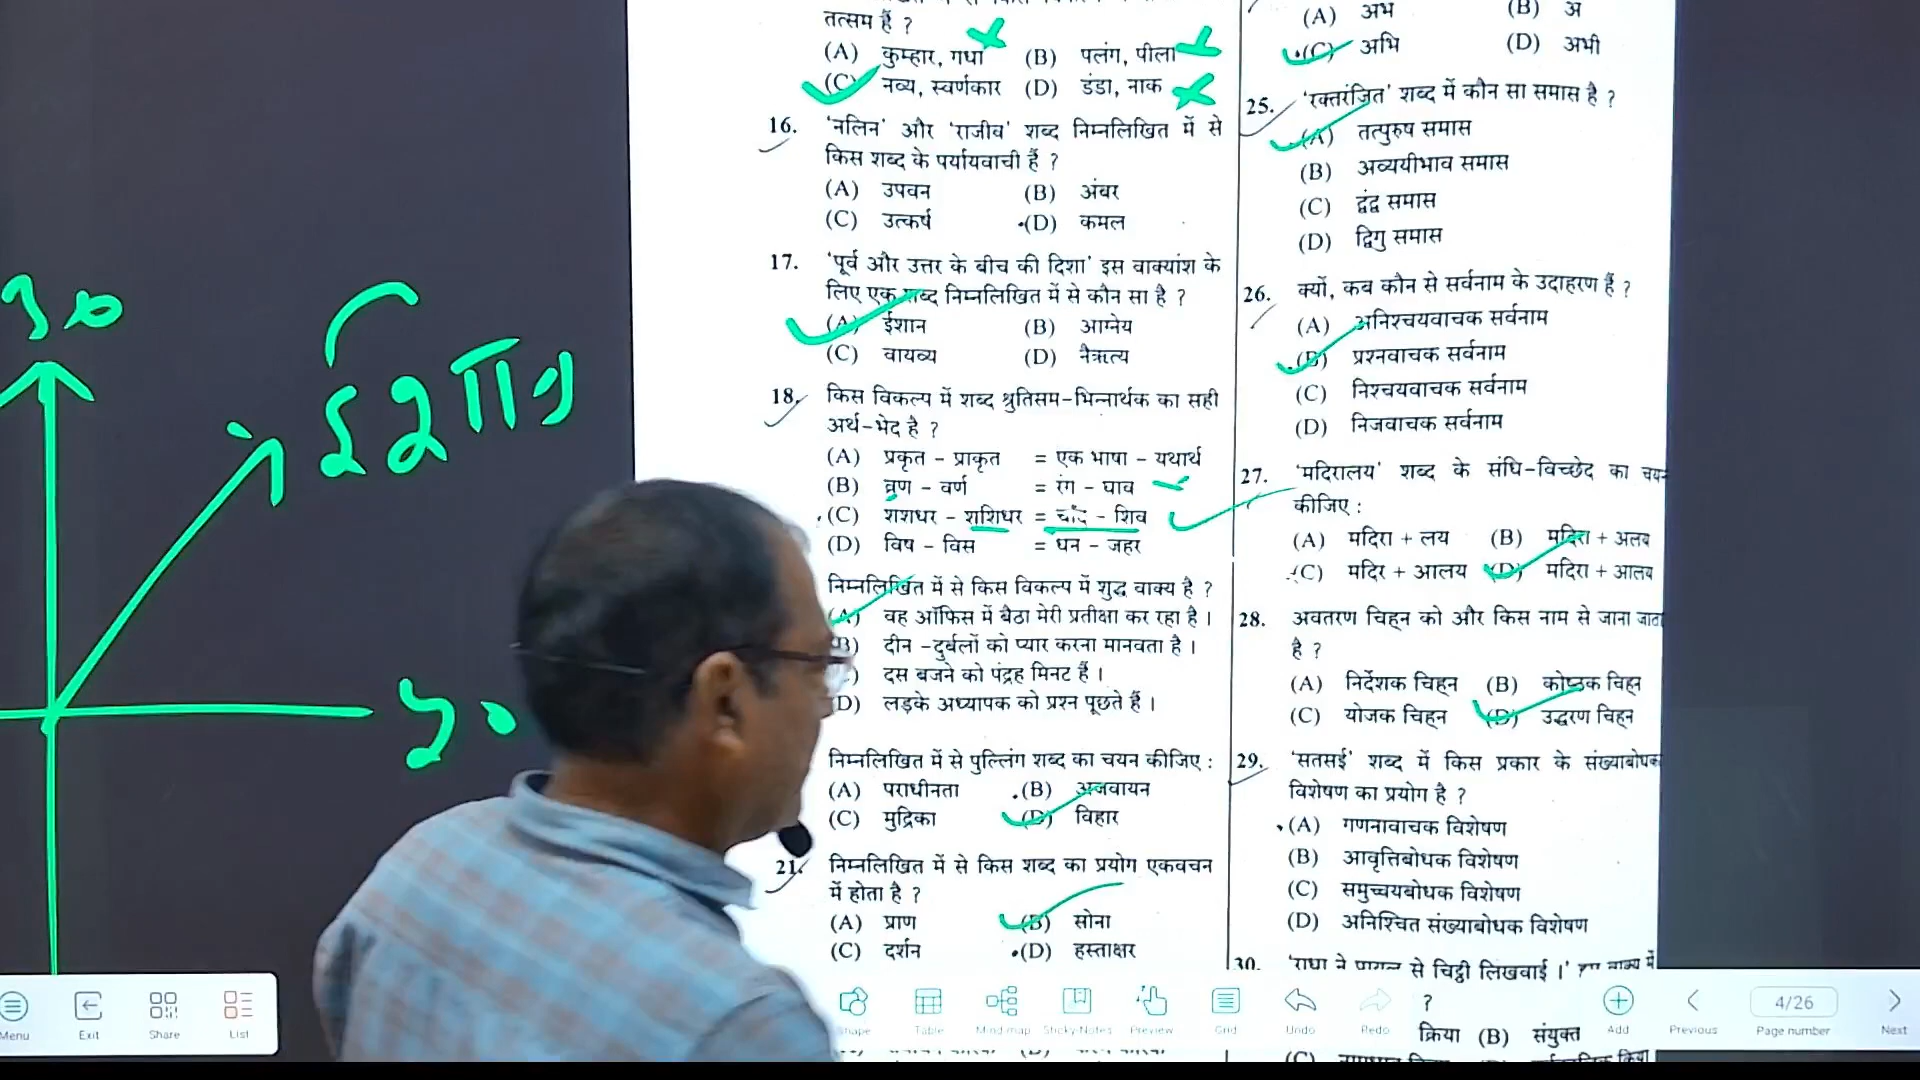 तत्सम हैं ?
(A) कुम्हार, गधा (B) पलंग, पीला
(C) नव्य, स्वर्णकार (D) डंडा, नाक
16. 'नलिन' और 'राजीव' शब्द निम्नलिखित में से
किस शब्द के पर्यायवाची हैं ?
(A) उपवन (B) अंबर
(C) उत्कर्ष (D) कमल
17. 'पूर्व और उत्तर के बीच की दिशा' इस वाक्यांश के
लिए एक शब्द निम्नलिखित में से कौन सा है ?
(A) ईशान (B) आग्नेय
(C) वायव्य (D) नैऋत्य
18. किस विकल्प में शब्द श्रुतिसम-भिन्नार्थक का सही
अर्थ-भेद है ?
(A) प्रकृत - प्राकृत = एक भाषा - यथार्थ
(B) व्रण - वर्ण = रंग - घाव
(C) शशधर - शशिधर = चाँद - शिव
(D) विष - विस = धन - जहर
निम्नलिखित में से किस विकल्प में शुद्ध वाक्य है ?
(A) वह ऑफिस में बैठा मेरी प्रतीक्षा कर रहा है ।
B) दीन -दुर्बलों को प्यार करना मानवता है ।
) दस बजने को पंद्रह मिनट हैं ।
D) लड़के अध्यापक को प्रश्न पूछते हैं ।
निम्नलिखित में से पुल्लिंग शब्द का चयन कीजिए :
(A) पराधीनता (B) अजवायन
(C) मुद्रिका (D) विहार
21. निम्नलिखित में से किस शब्द का प्रयोग एकवचन
में होता है ?
(A) प्राण (B) सोना
(C) दर्शन (D) हस्ताक्षर
(A) अभ (B) अ
(C) अभि (D) अभी
25. 'रक्तरंजित' शब्द में कौन सा समास है ?
(A) तत्पुरुष समास
(B) अव्ययीभाव समास
(C) द्वंद्व समास
(D) द्विगु समास
26. क्यों, कब कौन से सर्वनाम के उदाहरण हैं ?
(A) अनिश्चयवाचक सर्वनाम
(B) प्रश्नवाचक सर्वनाम
(C) निश्चयवाचक सर्वनाम
(D) निजवाचक सर्वनाम
27. 'मदिरालय' शब्द के संधि-विच्छेद का चयन
कीजिए :
(A) मदिरा + लय (B) मदिरा + अलय
(C) मदिर + आलय (D) मदिरा + आलय
28. अवतरण चिह्न को और किस नाम से जाना जाता
है ?
(A) निर्देशक चिह्न (B) कोष्ठक चिह्न
(C) योजक चिह्न (D) उद्धरण चिह्न
29. 'सतसई' शब्द में किस प्रकार के संख्याबोधक
विशेषण का प्रयोग है ?
(A) गणनावाचक विशेषण
(B) आवृत्तिबोधक विशेषण
(C) समुच्चयबोधक विशेषण
(D) अनिश्चित संख्याबोधक विशेषण
30. 'राधा ने पागल से चिट्ठी लिखवाई ।' वाक्य में
?
क्रिया (B) संयुक्त
उ०
ईशान
पू०
Menu Exit Share List
Shape Table Mind map Sticky Notes Preview Grid Undo Redo Add Previous Page number Next
4/26